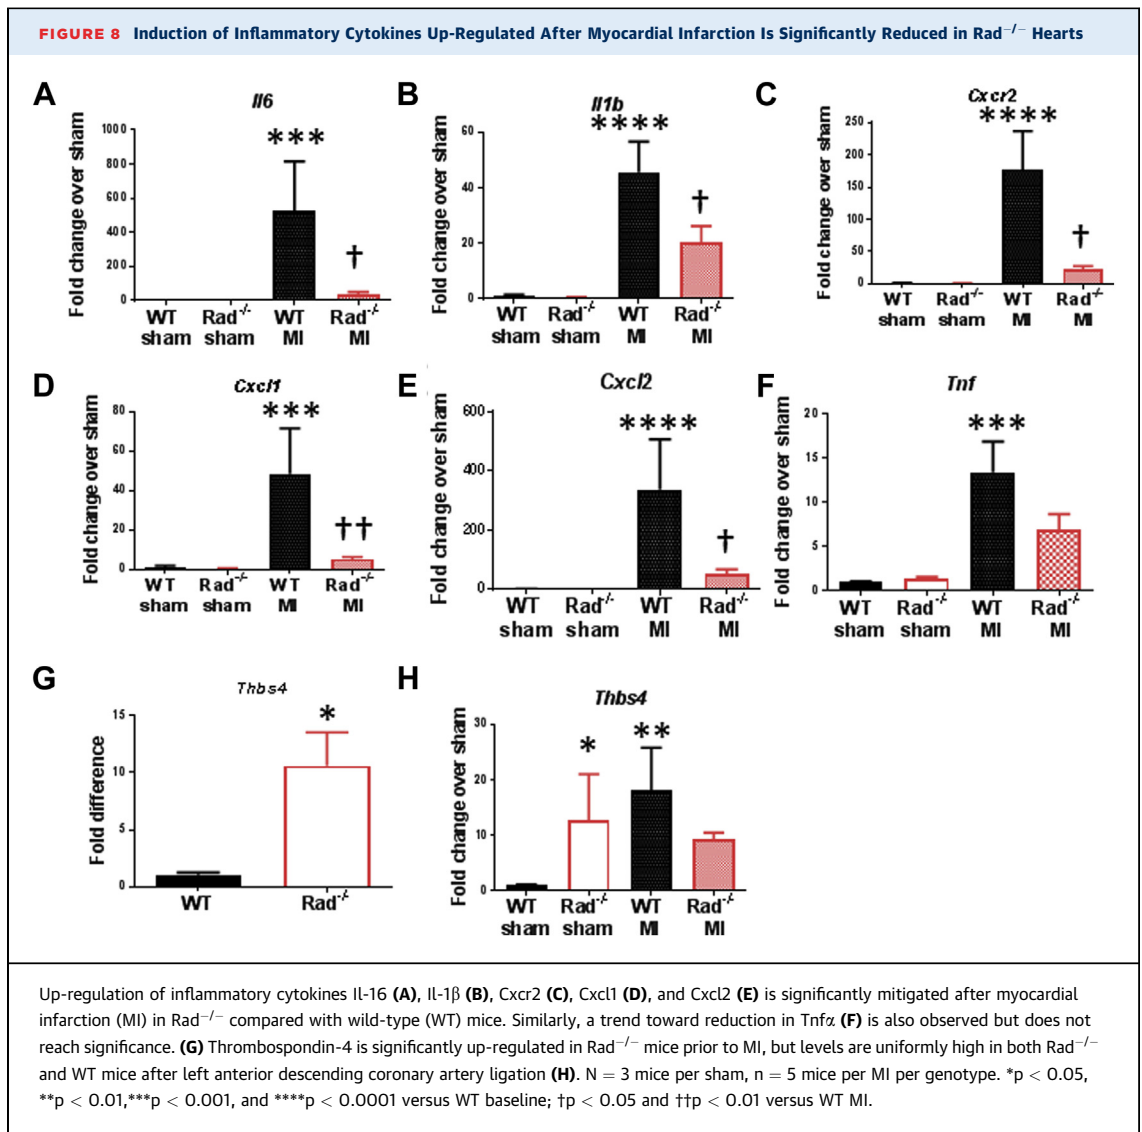 FIGURE 8 Induction of Inflammatory Cytokines Up-Regulated After Myocardial Infarction Is Significantly Reduced in Rad−/− Hearts
A
Il6
Fold change over sham
1000
800
600
400
200
0
***
†
WT sham
Rad-/- sham
WT MI
Rad-/- MI
B
Il1b
Fold change over sham
60
40
20
0
****
†
WT sham
Rad-/- sham
WT MI
Rad-/- MI
C
Cxcr2
Fold change over sham
250
200
150
100
50
0
****
†
WT sham
Rad-/- sham
WT MI
Rad-/- MI
D
Cxcl1
Fold change over sham
80
60
40
20
0
***
††
WT sham
Rad-/- sham
WT MI
Rad-/- MI
E
Cxcl2
Fold change over sham
600
400
200
0
****
†
WT sham
Rad-/- sham
WT MI
Rad-/- MI
F
Tnf
Fold change over sham
20
15
10
5
0
***
WT sham
Rad-/- sham
WT MI
Rad-/- MI
G
Thbs4
Fold difference
15
10
5
0
*
WT
Rad-/-
H
Thbs4
Fold change over sham
30
20
10
0
*
**
WT sham
Rad-/- sham
WT MI
Rad-/- MI
Up-regulation of inflammatory cytokines Il-16 (A), Il-1β (B), Cxcr2 (C), Cxcl1 (D), and Cxcl2 (E) is significantly mitigated after myocardial
infarction (MI) in Rad−/− compared with wild-type (WT) mice. Similarly, a trend toward reduction in Tnfα (F) is also observed but does not
reach significance. (G) Thrombospondin-4 is significantly up-regulated in Rad−/− mice prior to MI, but levels are uniformly high in both Rad−/−
and WT mice after left anterior descending coronary artery ligation (H). N = 3 mice per sham, n = 5 mice per MI per genotype. *p < 0.05,
**p < 0.01,***p < 0.001, and ****p < 0.0001 versus WT baseline; †p < 0.05 and ††p < 0.01 versus WT MI.